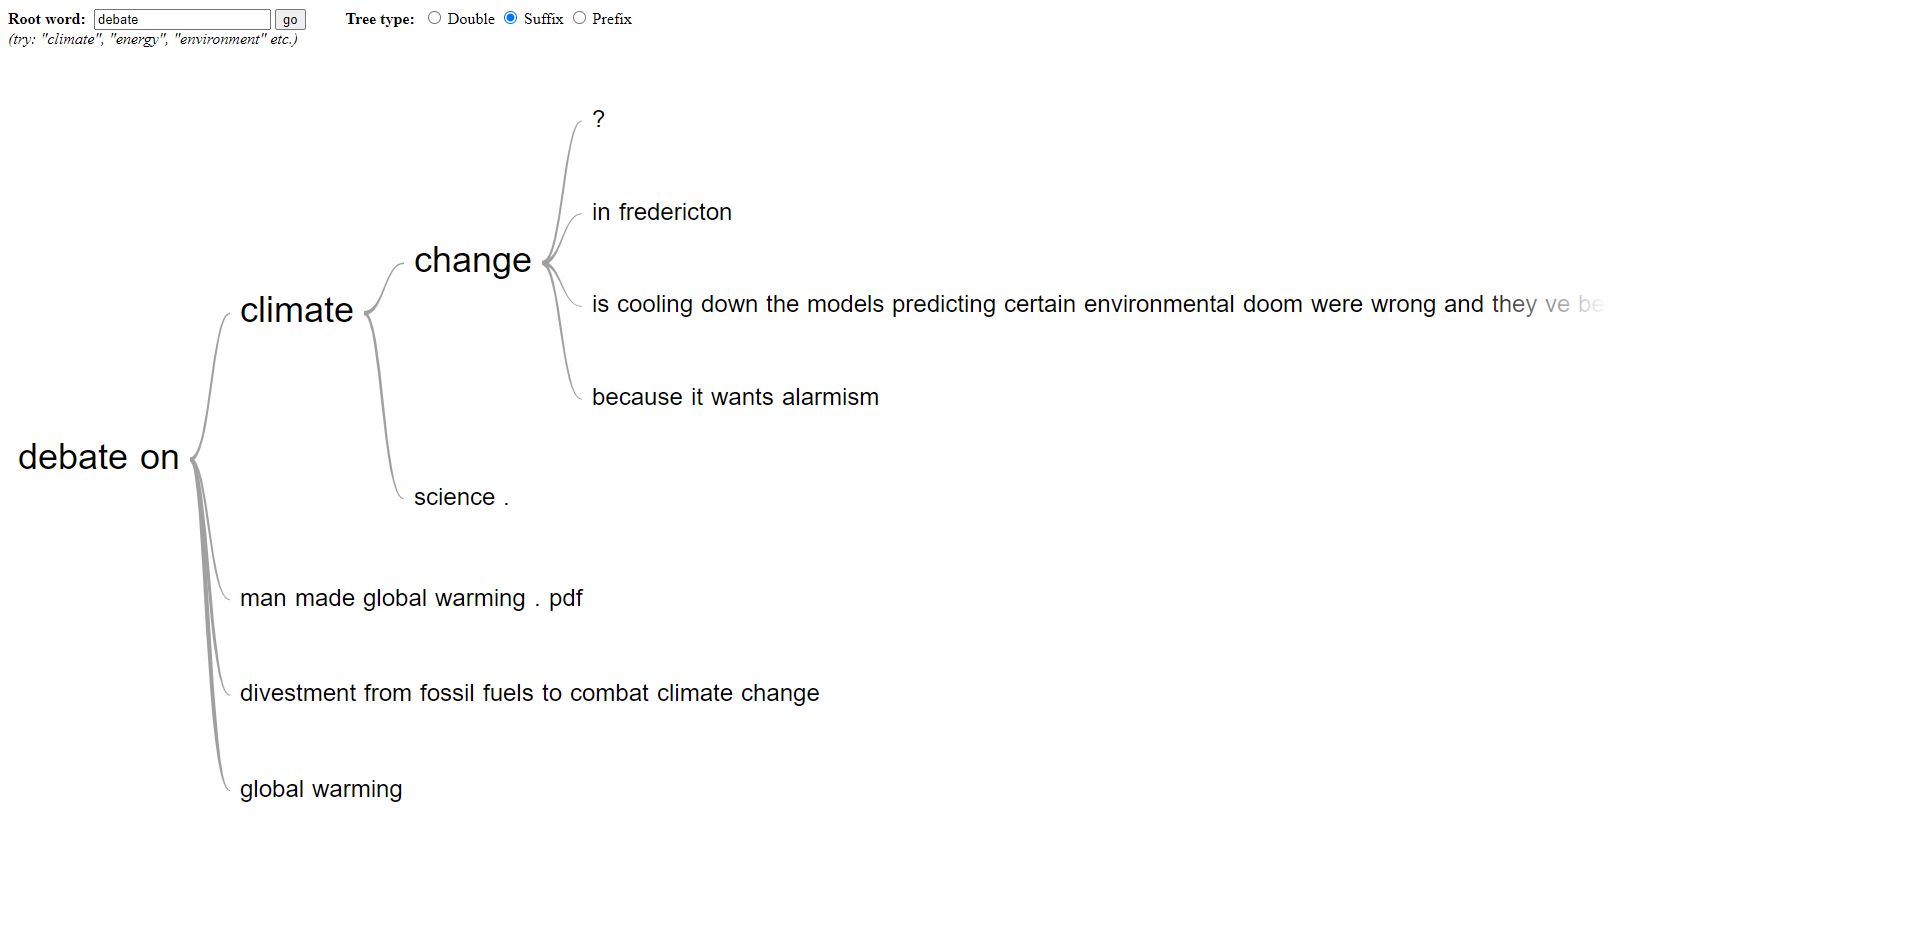 Root word: debate go Tree type: Double Suffix Prefix
(try: "climate", "energy", "environment" etc.)
?
in fredericton
change
is cooling down the models predicting certain environmental doom were wrong and they ve be
climate
because it wants alarmism
debate on
science .
man made global warming . pdf
divestment from fossil fuels to combat climate change
global warming